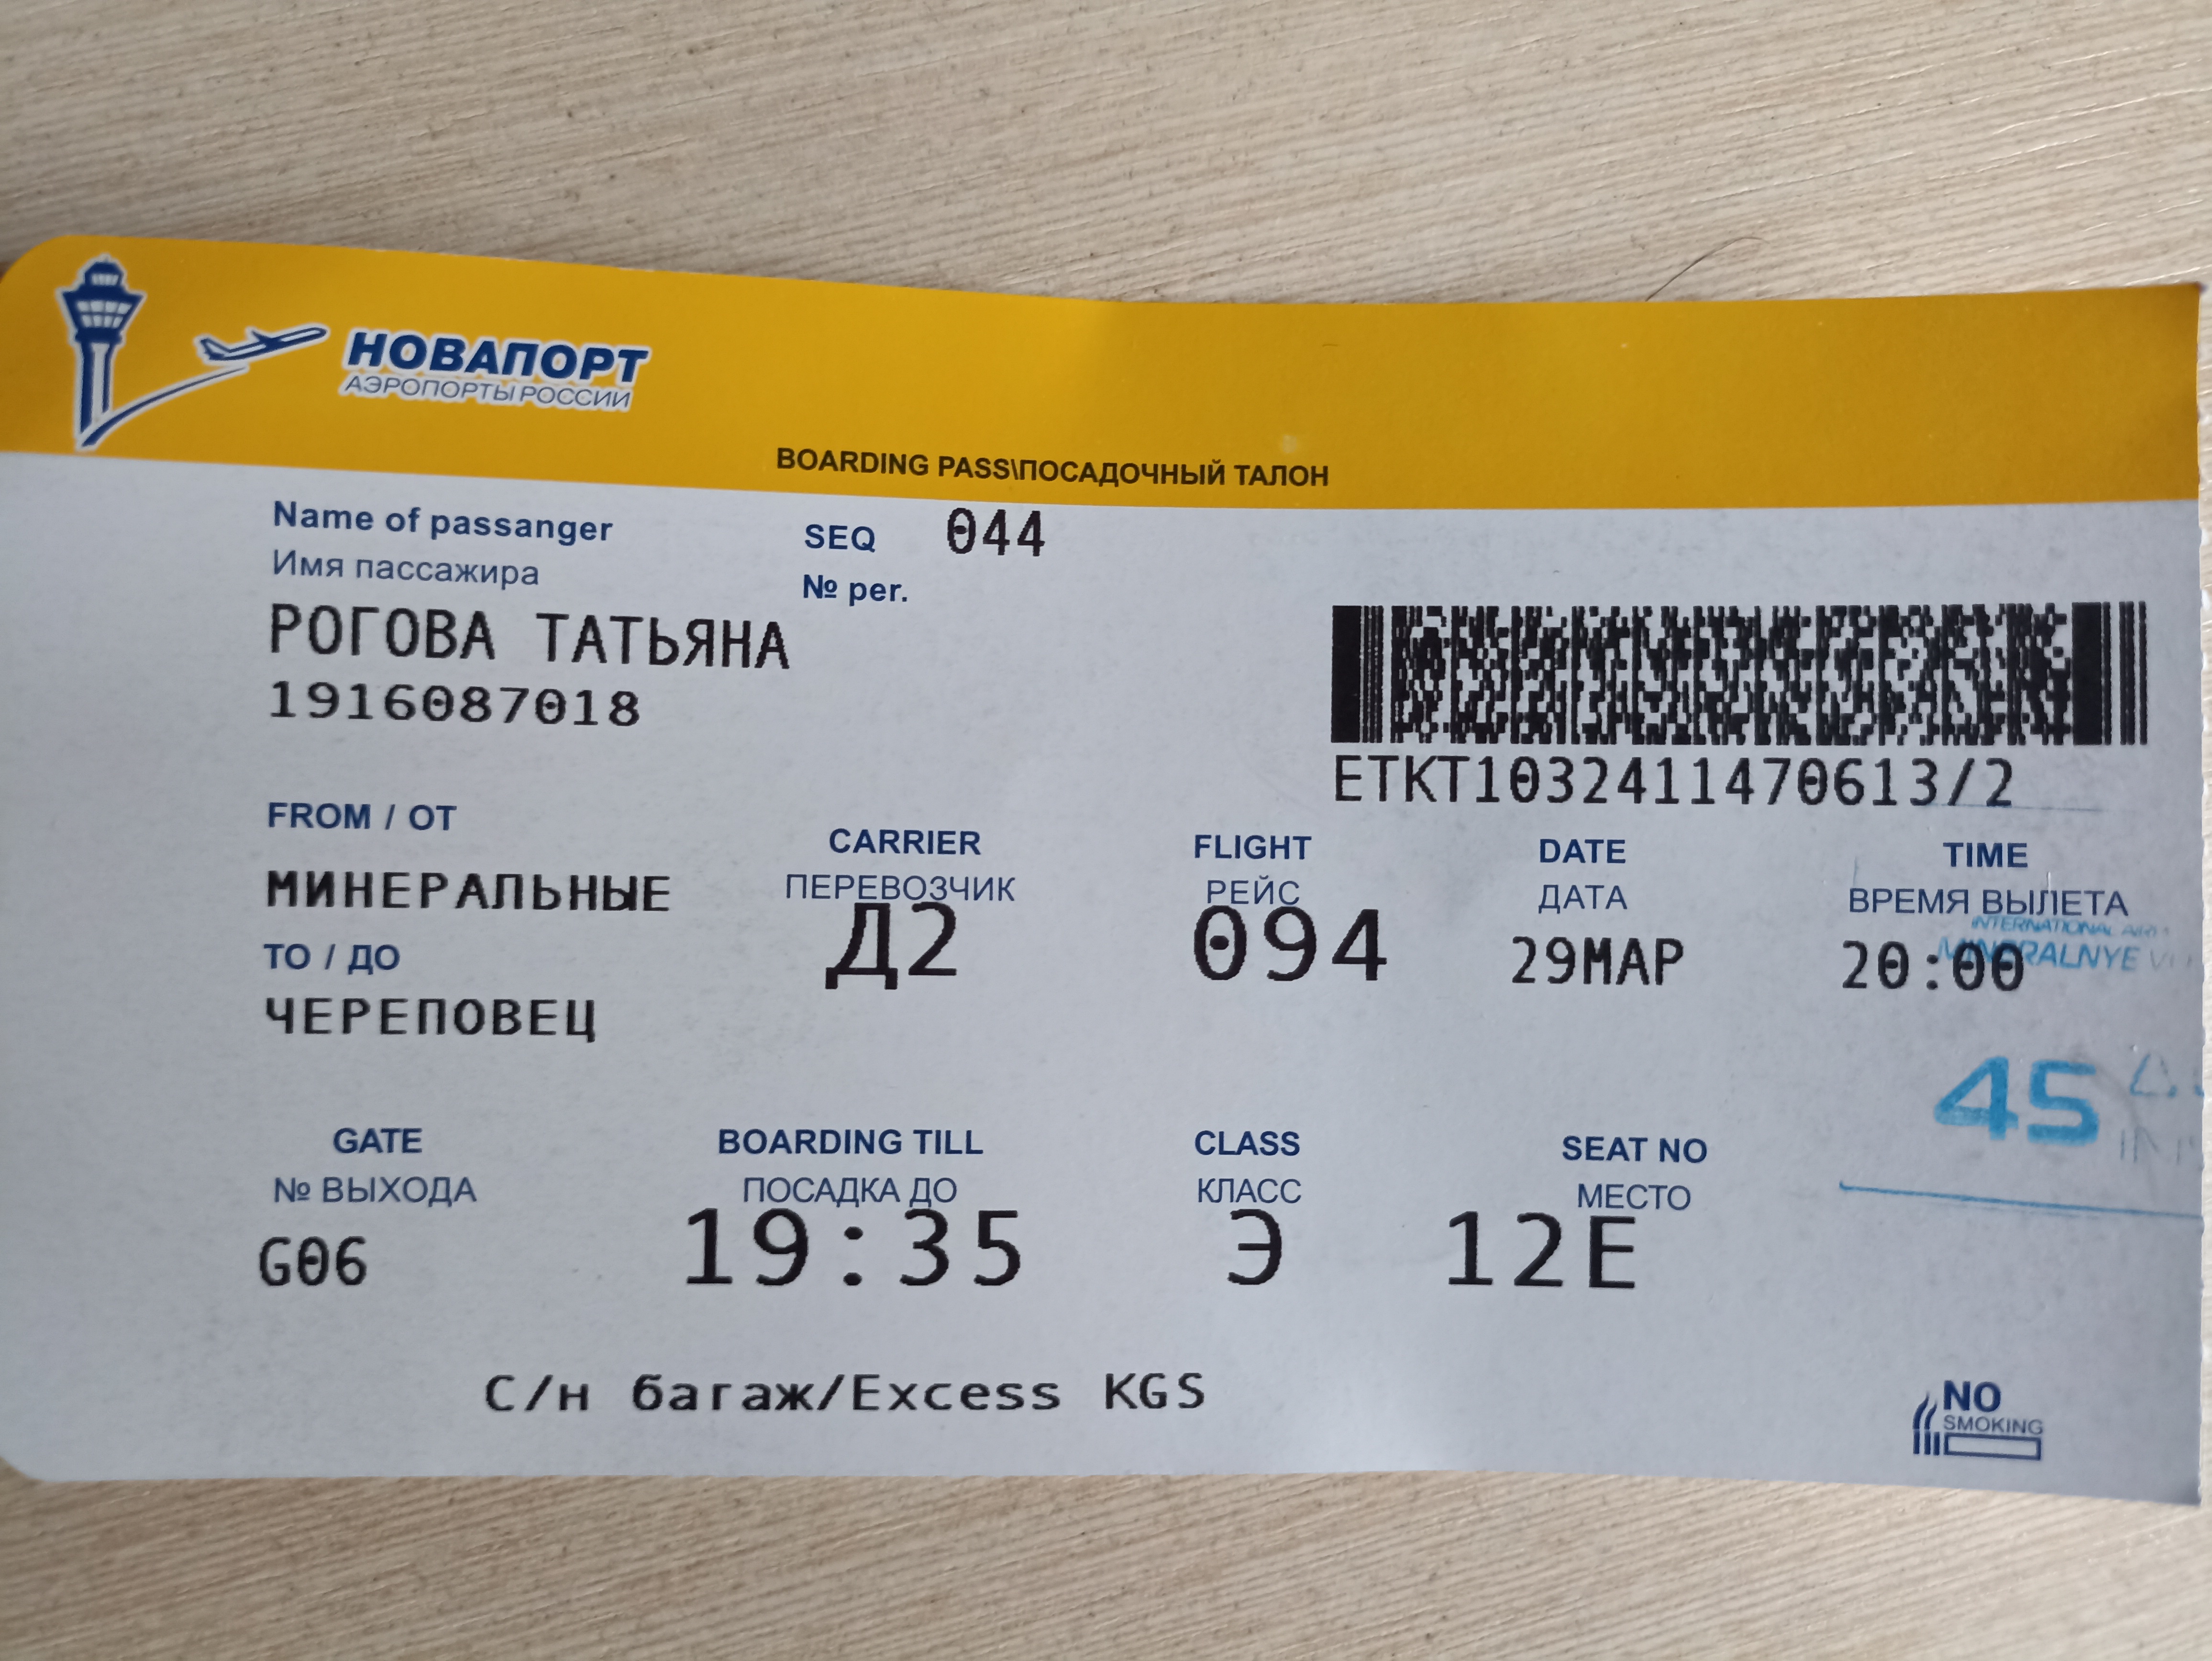 НОВАПОРТ
АЭРОПОРТЫ РОССИИ
BOARDING PASS\ПОСАДОЧНЫЙ ТАЛОН
Name of passanger
Имя пассажира
SEQ 044
№ рег.
РОГОВА ТАТЬЯНА
1916087018
ETKT1032411470613/2
FROM / ОТ
МИНЕРАЛЬНЫЕ
TO / ДО
ЧЕРЕПОВЕЦ
CARRIER
ПЕРЕВОЗЧИК
Д2
FLIGHT
РЕЙС
094
DATE
ДАТА
29МАР
TIME
ВРЕМЯ ВЫЛЕТА
20:00
INTERNATIONAL
MINERALNYE
45
GATE
№ ВЫХОДА
G06
BOARDING TILL
ПОСАДКА ДО
19:35
CLASS
КЛАСС
Э
SEAT NO
МЕСТО
12E
С/н багаж/Excess KGS
NO
SMOKING